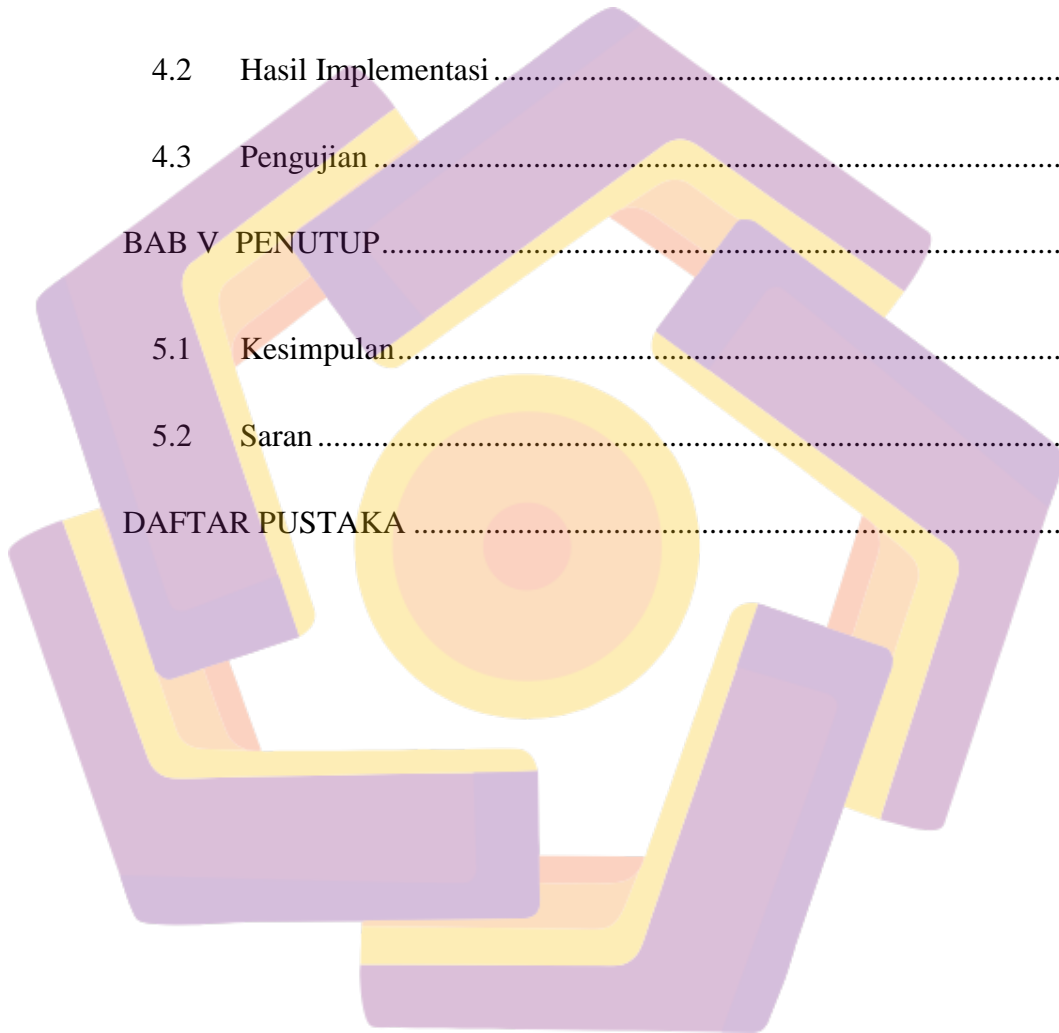 4.2 Hasil Implementasi ........................................................................
4.3 Pengujian ........................................................................................
BAB V PENUTUP ......................................................................................
5.1 Kesimpulan .....................................................................................
5.2 Saran ...............................................................................................
DAFTAR PUSTAKA .................................................................................